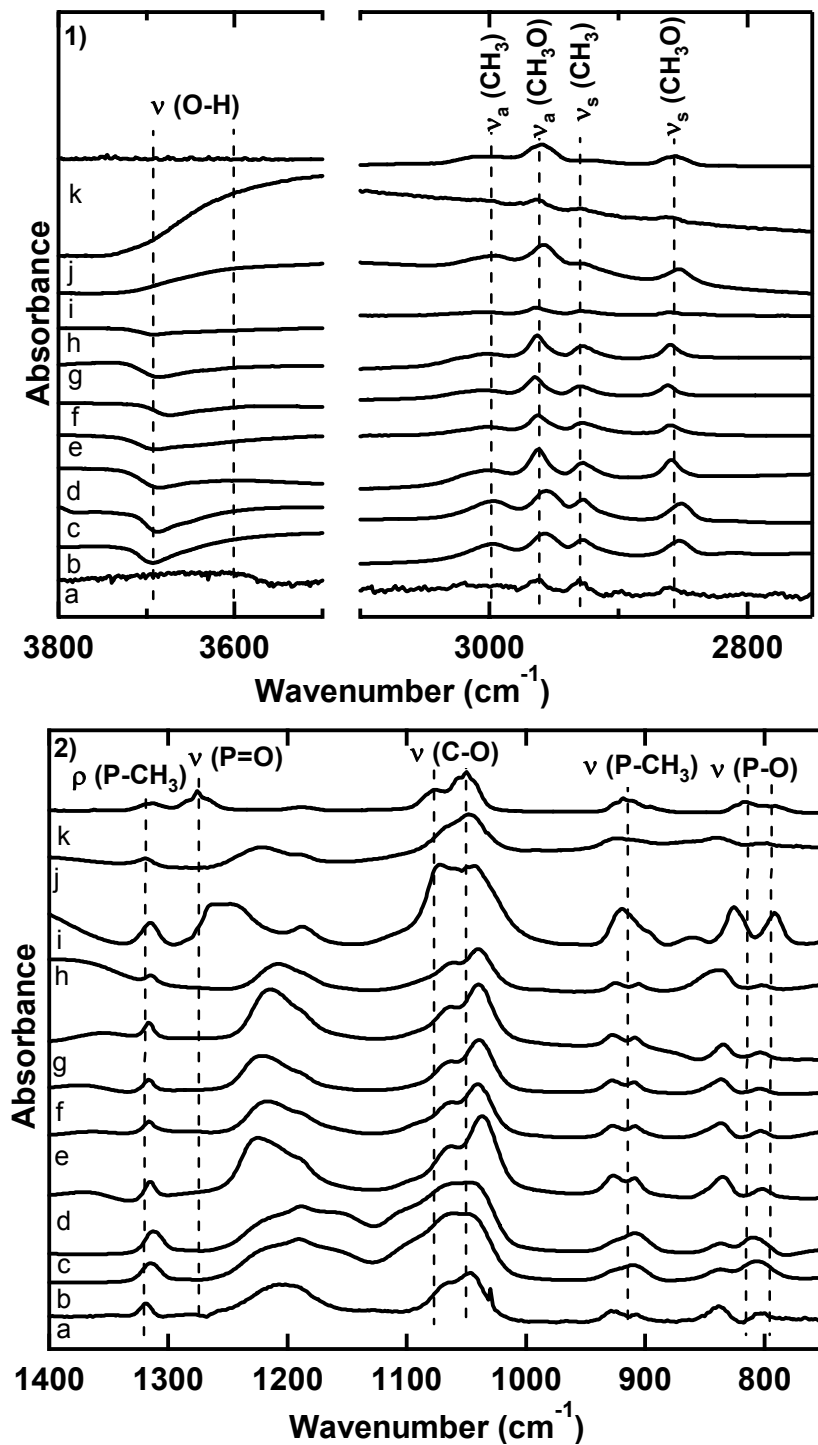 1)
ν (O-H)
νa (CH3)
νa (CH3O)
νs (CH3)
νs (CH3O)
Absorbance
k
j
i
h
g
f
e
d
c
b
a
3800
3600
3000
2800
Wavenumber (cm-1)
2)
ρ (P-CH3)
ν (P=O)
ν (C-O)
ν (P-CH3)
ν (P-O)
Absorbance
k
j
i
h
g
f
e
d
c
b
a
1400
1300
1200
1100
1000
900
800
Wavenumber (cm-1)